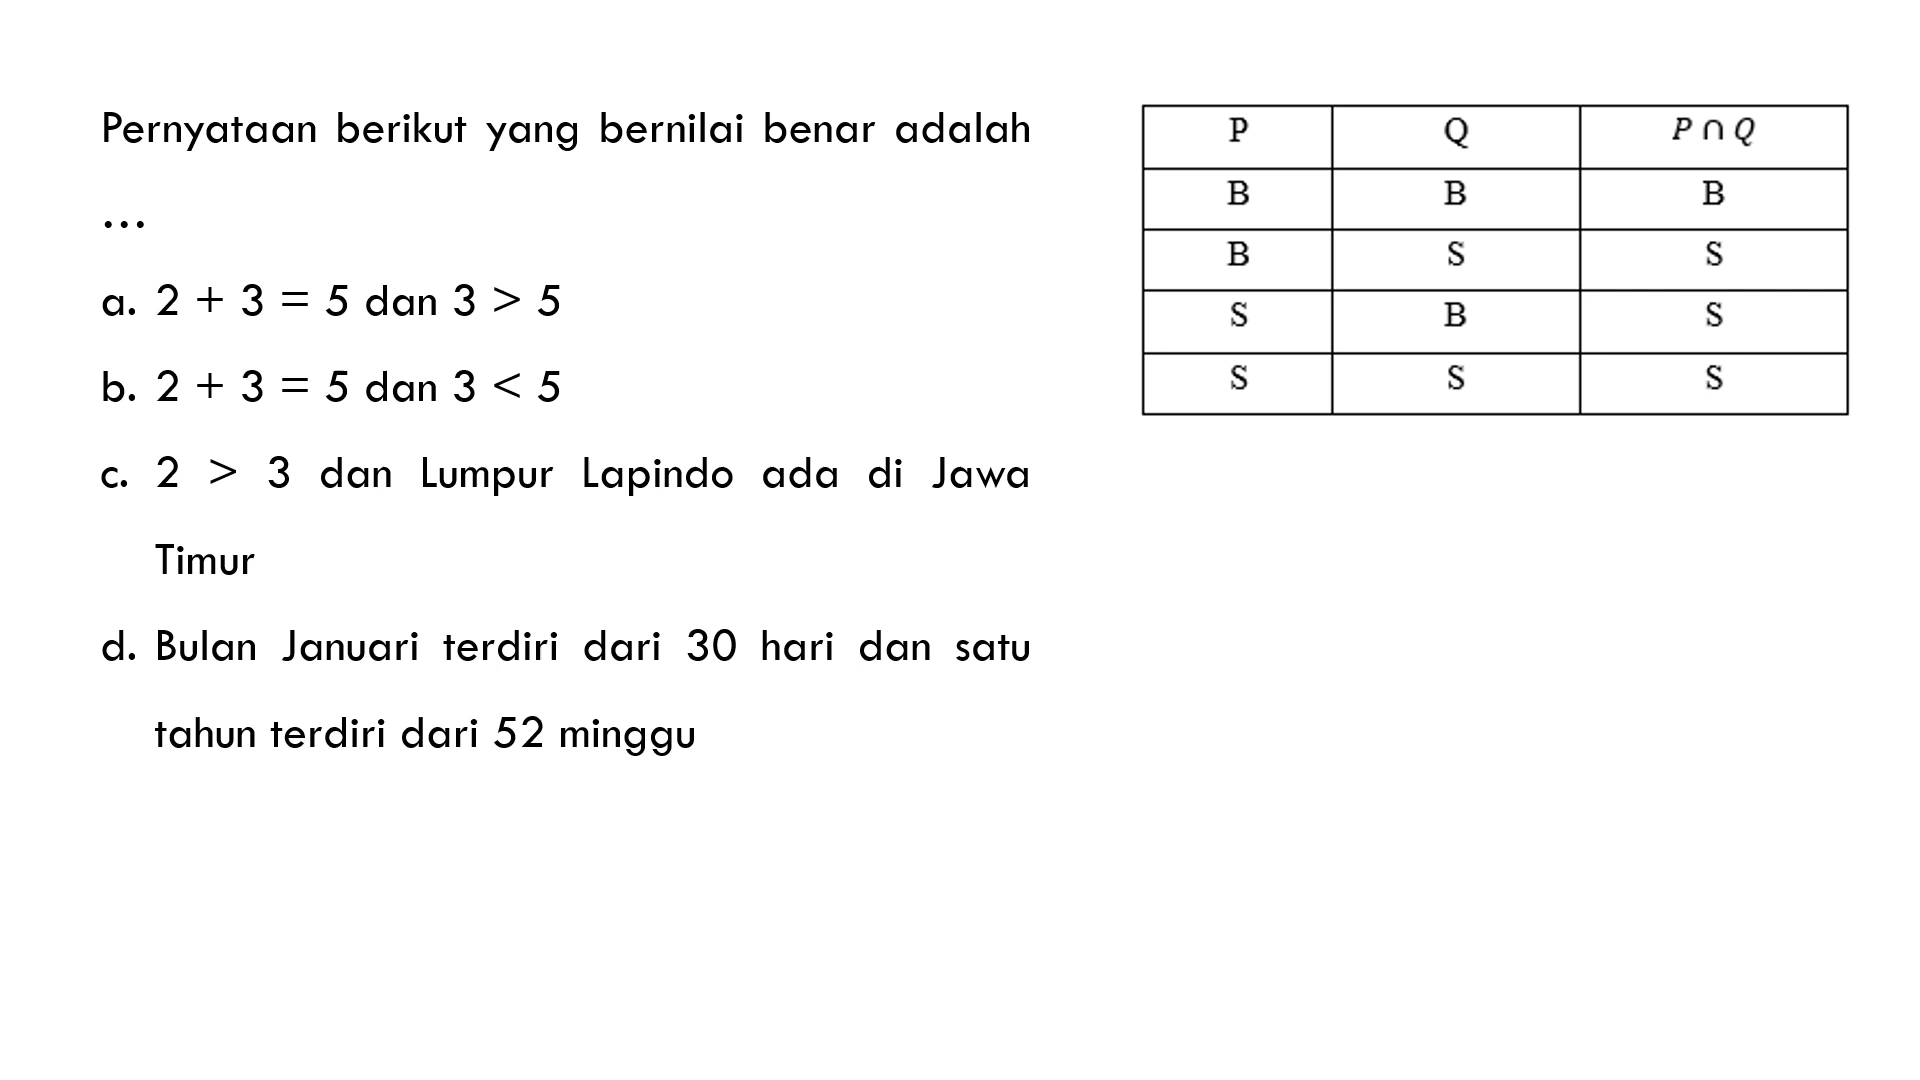 Pernyataan berikut yang bernilai benar adalah
...
a. 2 + 3 = 5 dan 3 > 5
b. 2 + 3 = 5 dan 3 < 5
c. 2 > 3 dan Lumpur Lapindo ada di Jawa
Timur
d. Bulan Januari terdiri dari 30 hari dan satu
tahun terdiri dari 52 minggu
P Q P ∩ Q
B B B
B S S
S B S
S S S